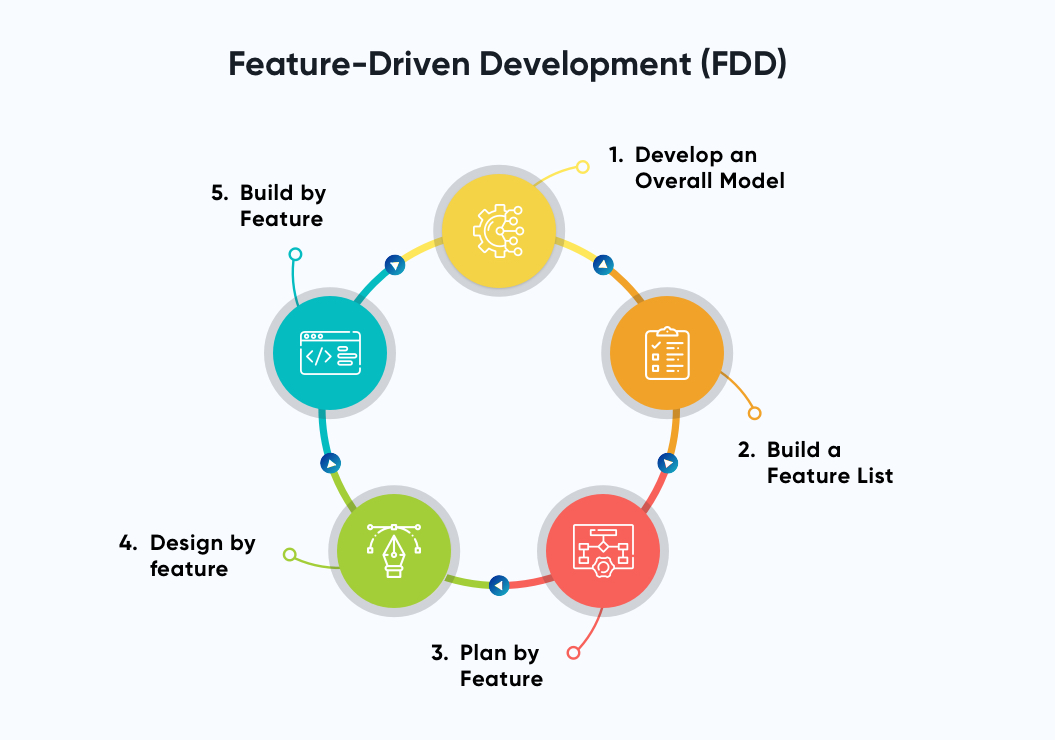 Feature-Driven Development (FDD)
1. Develop an
Overall Model
2. Build a
Feature List
3. Plan by
Feature
4. Design by
feature
5. Build by
Feature